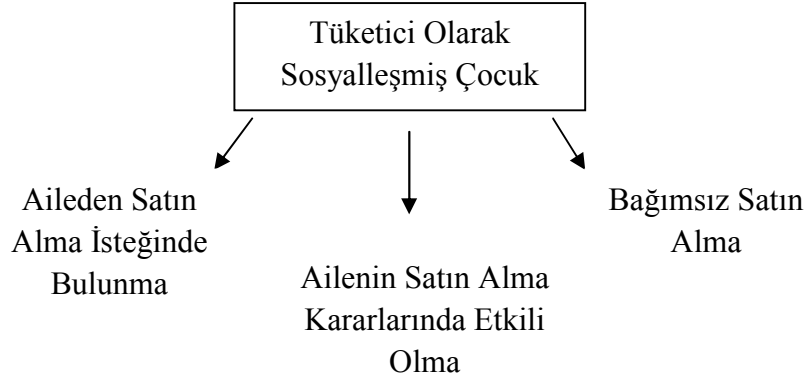 Tüketici Olarak
Sosyalleşmiş Çocuk
Aileden Satın
Alma İsteğinde
Bulunma
Ailenin Satın Alma
Kararlarında Etkili
Olma
Bağımsız Satın
Alma